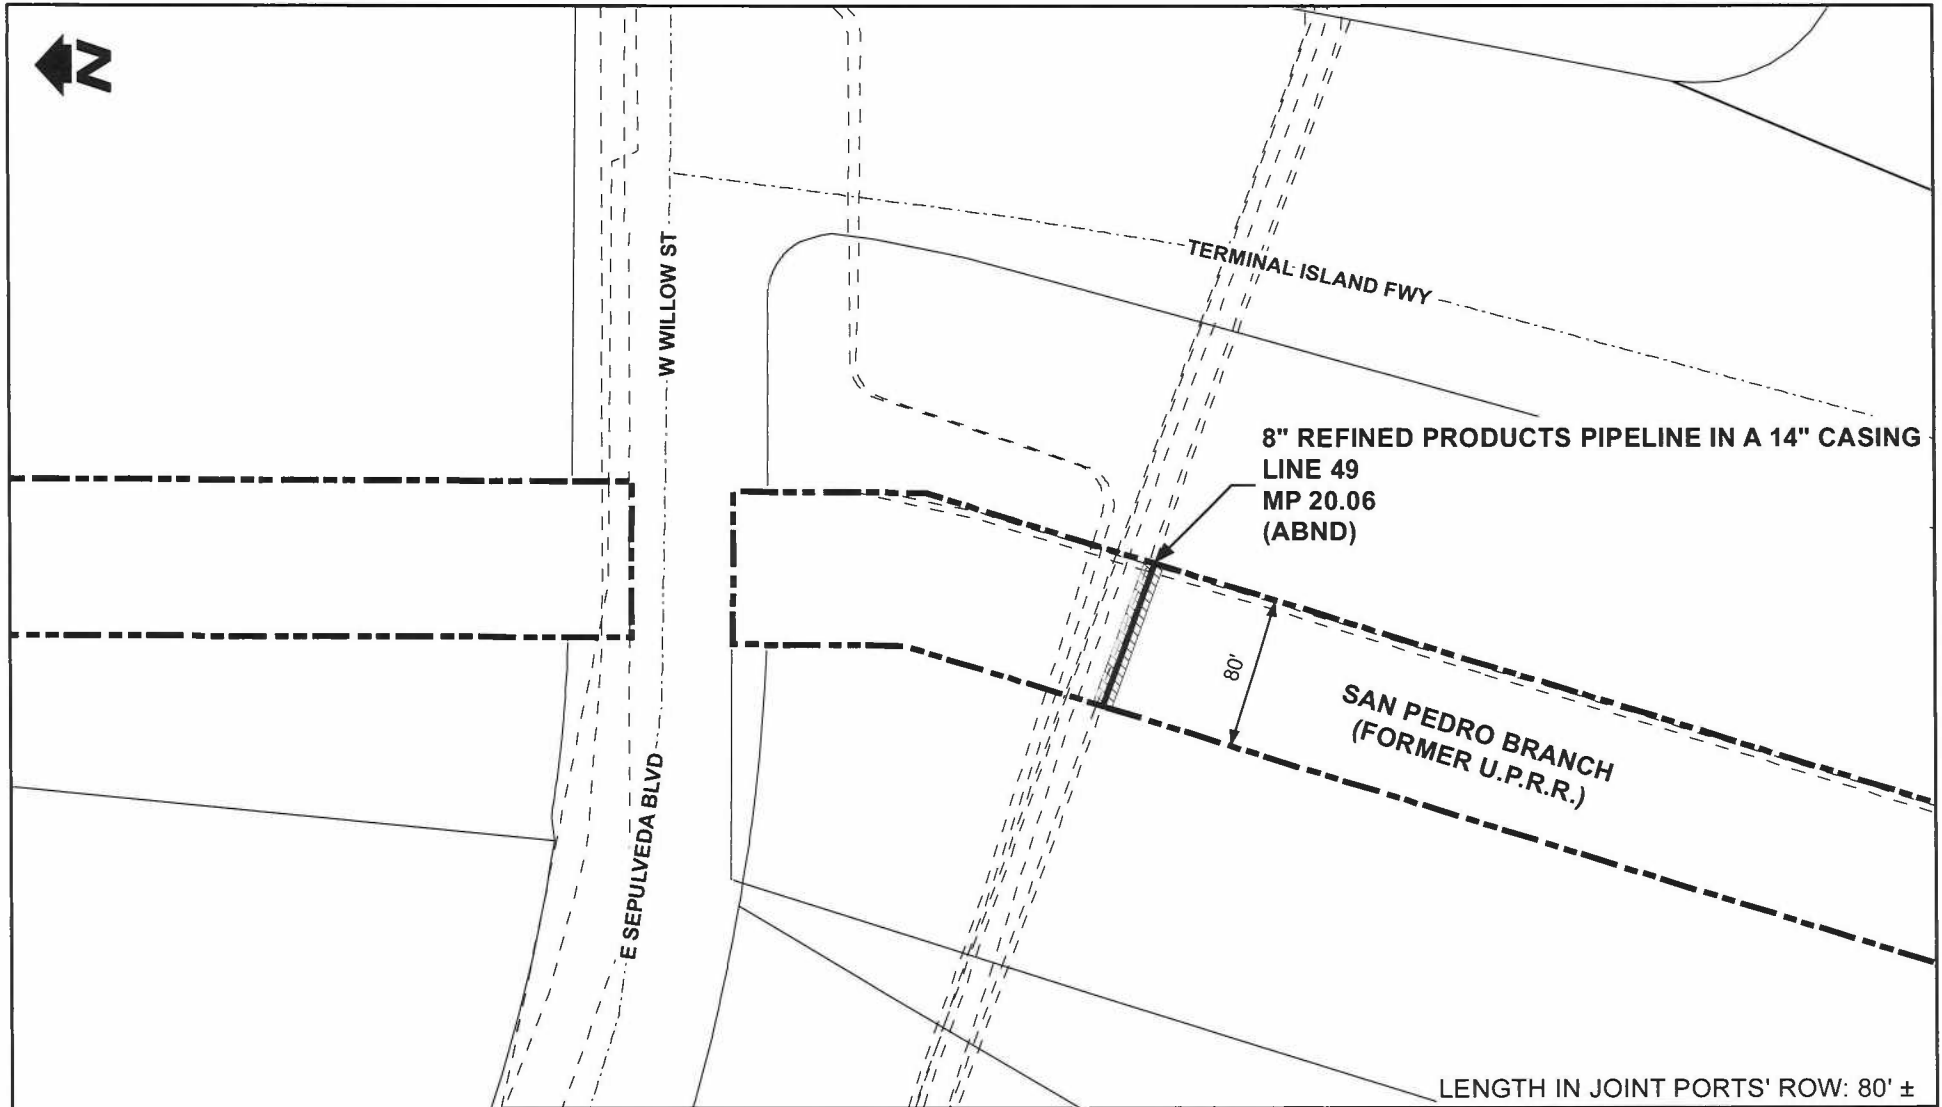 N
W WILLOW ST
TERMINAL ISLAND FWY
8" REFINED PRODUCTS PIPELINE IN A 14" CASING
LINE 49
MP 20.06
(ABND)
80'
SAN PEDRO BRANCH
(FORMER U.P.R.R.)
E SEPULVEDA BLVD
LENGTH IN JOINT PORTS' ROW: 80' ±